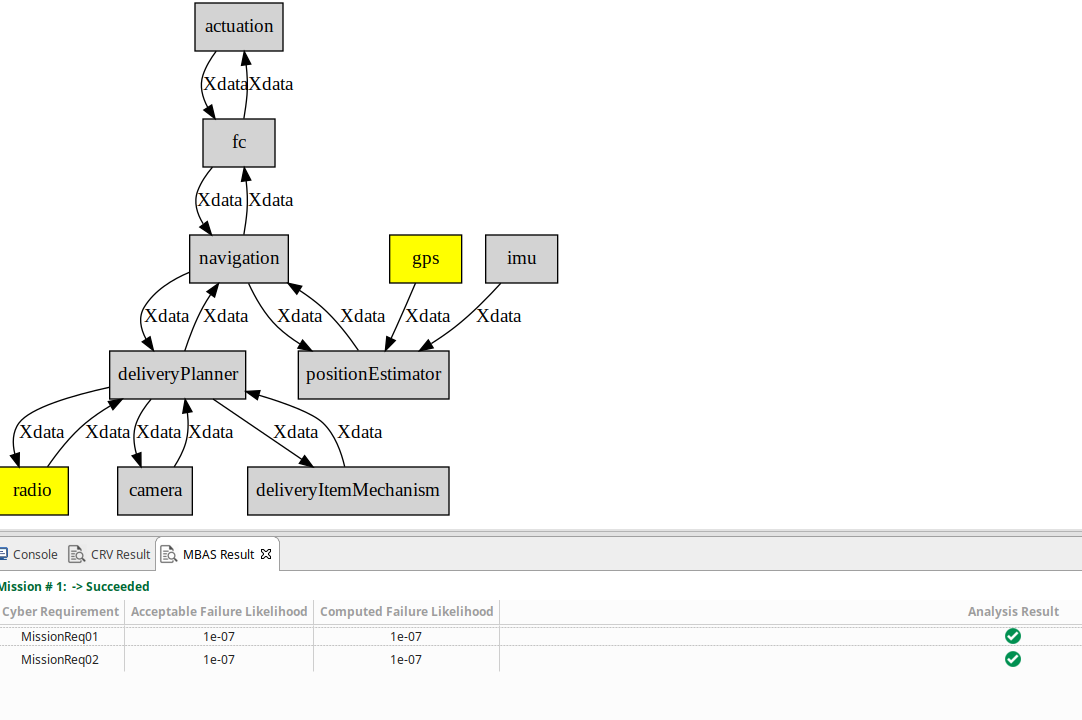 actuation
Xdata Xdata
fc
Xdata Xdata
navigation gps imu
Xdata Xdata Xdata Xdata Xdata Xdata
deliveryPlanner positionEstimator
Xdata Xdata Xdata Xdata Xdata Xdata
radio camera deliveryItemMechanism
Console CRV Result MBAS Result
Mission # 1: -> Succeeded
Cyber Requirement Acceptable Failure Likelihood Computed Failure Likelihood Analysis Result
MissionReq01 1e-07 1e-07
MissionReq02 1e-07 1e-07